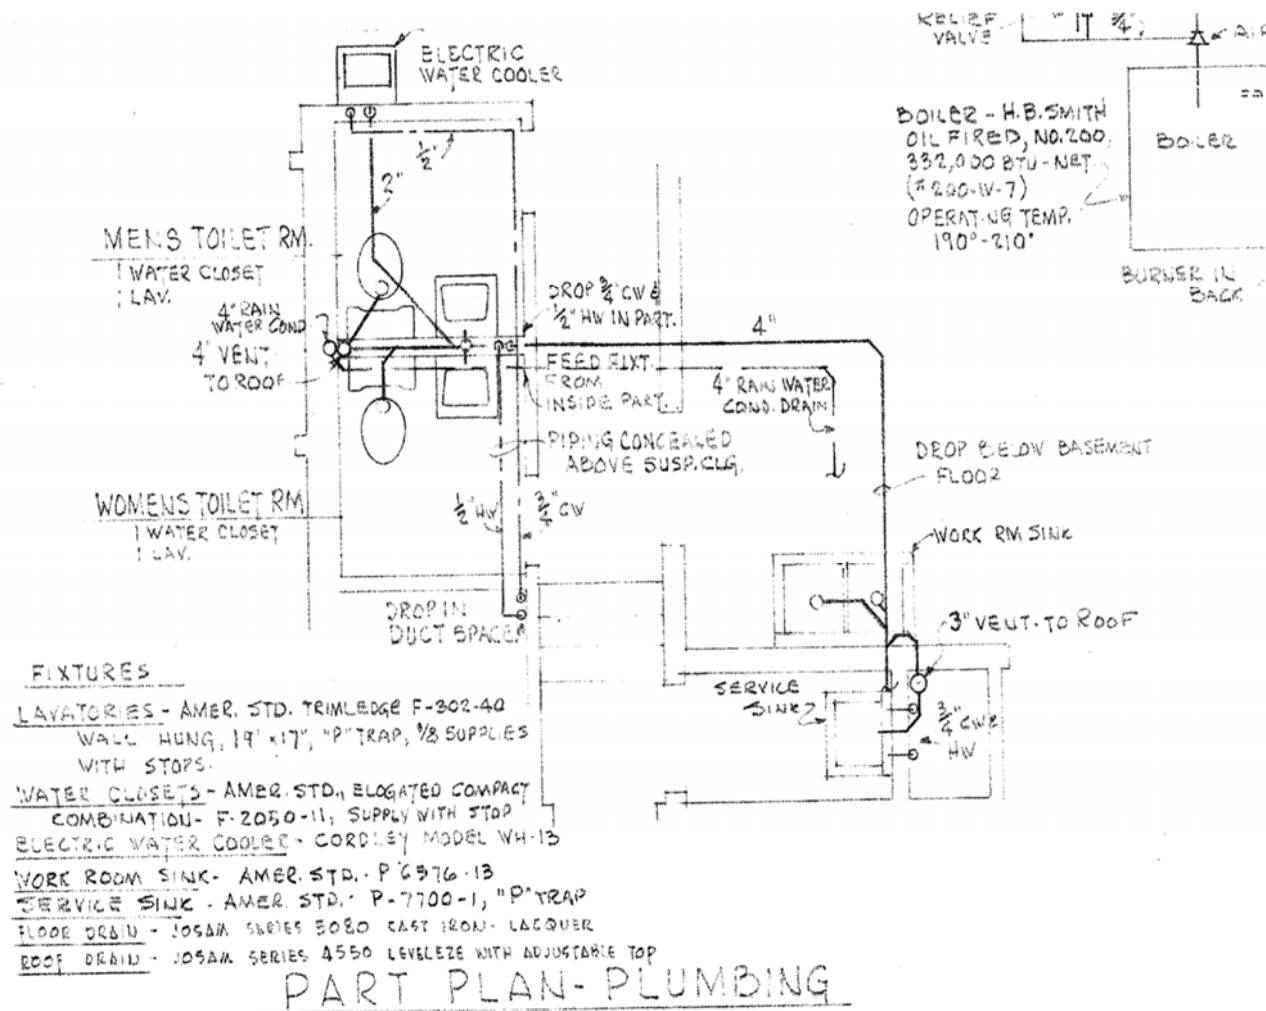 ELECTRIC
WATER COOLER
1/2"
2"
MENS TOILET RM.
1 WATER CLOSET
1 LAV.
4" RAIN
WATER COND
4" VENT
TO ROOF
DROP 3/4" CW &
1/2" HW IN PART.
FEED FIXT.
FROM
INSIDE PART.
4"
4" RAIN WATER
COND. DRAIN
PIPING CONCEALED
ABOVE SUSP. CLG.
DROP BELOW BASEMENT
FLOOR
WOMENS TOILET RM
1 WATER CLOSET
1 LAV.
1/2" HW
3/4" CW
WORK RM SINK
DROP IN
DUCT SPACE
3" VENT-TO ROOF
SERVICE
SINK
3/4" CW &
HW
RELIEF
VALVE
3/4"
AIR
BOILER - H.B. SMITH
OIL FIRED, NO. 200,
332,000 BTU - NET
(# 200-W-7)
OPERATING TEMP.
190°-210°
BOILER
BURNER IN
BACK
FIXTURES
LAVATORIES - AMER. STD. TRIMLEDGE F-302-40
WALL HUNG, 19" x 17", "P" TRAP, 3/8 SUPPLIES
WITH STOPS.
WATER CLOSETS - AMER. STD., ELOGATED COMPACT
COMBINATION - F-2050-11, SUPPLY WITH STOP
ELECTRIC WATER COOLER - CORDLEY MODEL WH-13
WORK ROOM SINK - AMER. STD. - P 6576-13
SERVICE SINK - AMER. STD. - P-7700-1, "P" TRAP
FLOOR DRAIN - JOSAM SERIES 5080 CAST IRON - LACQUER
ROOF DRAIN - JOSAM SERIES 4550 LEVELEZE WITH ADJUSTABLE TOP
PART PLAN-PLUMBING